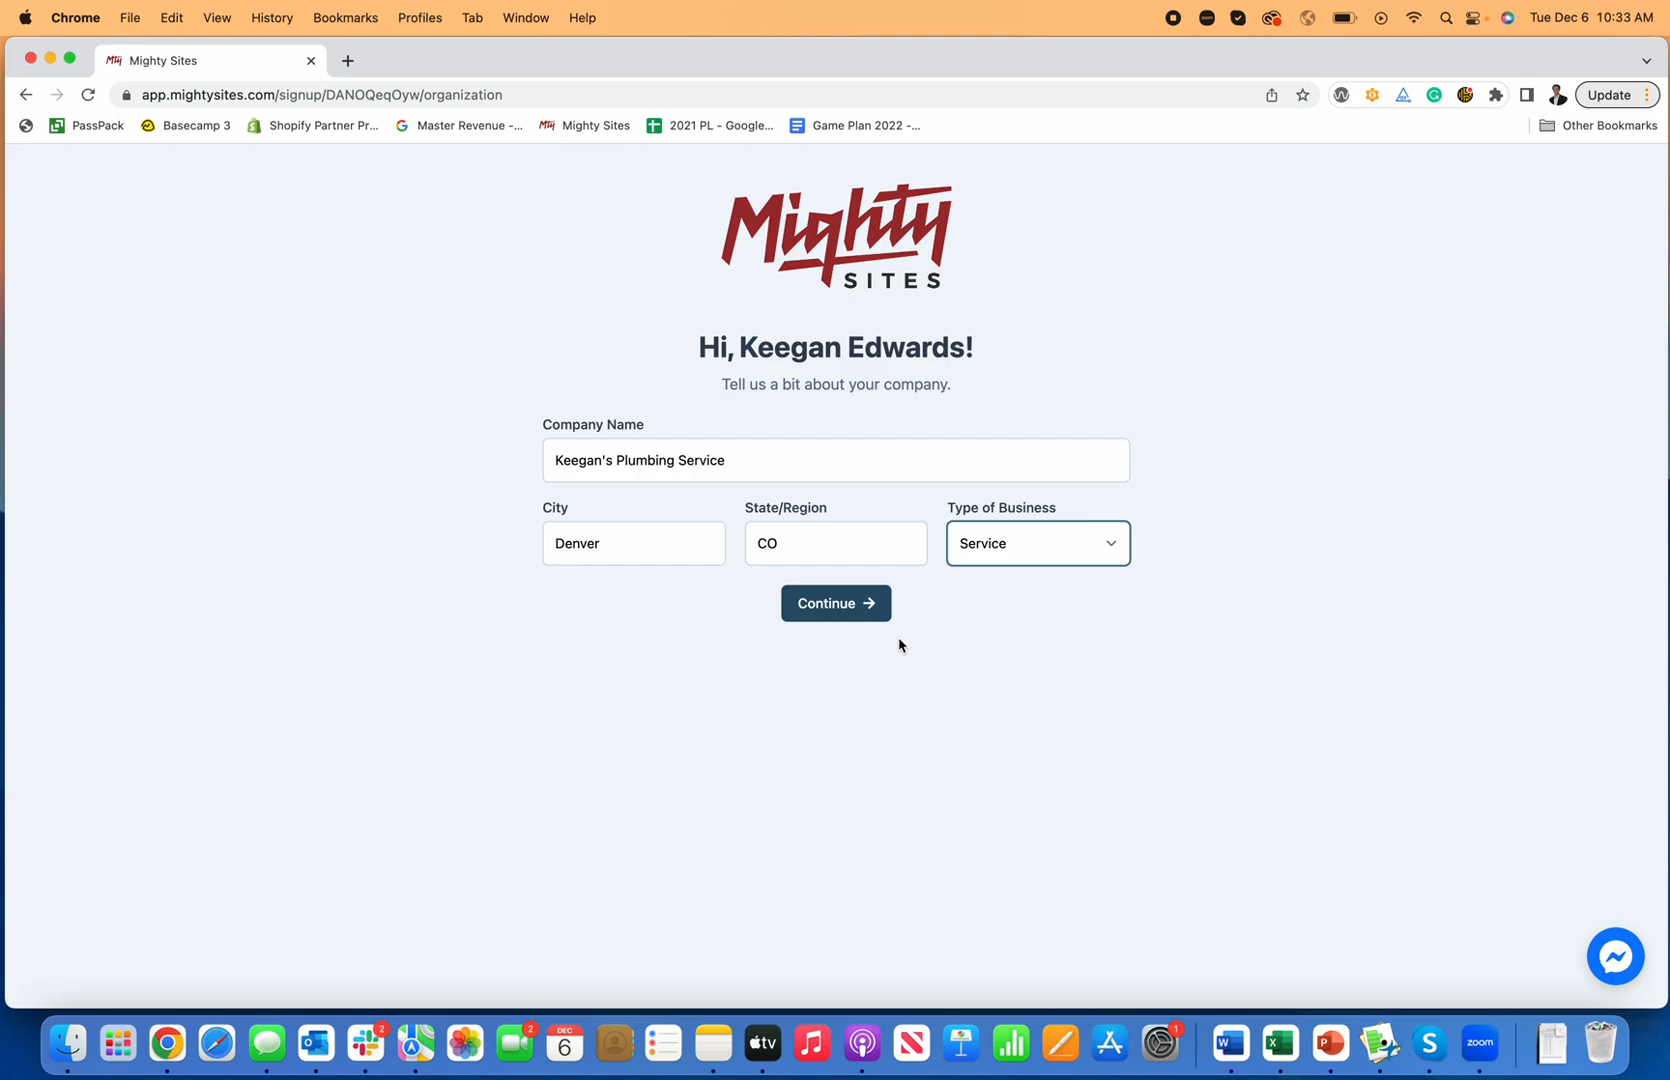 Chrome File Edit View History Bookmarks Profiles Tab Window Help
Tue Dec 6 10:33 AM
Mighty Sites
app.mightysites.com/signup/DANOQeqOyw/organization
Update
PassPack Basecamp 3 Shopify Partner Pr... Master Revenue -... Mighty Sites 2021 PL - Google... Game Plan 2022 -... Other Bookmarks
Mighty
SITES
Hi, Keegan Edwards!
Tell us a bit about your company.
Company Name
Keegan's Plumbing Service
City State/Region Type of Business
Denver CO Service
Continue →
2 2 DEC 6 tv 1 zoom